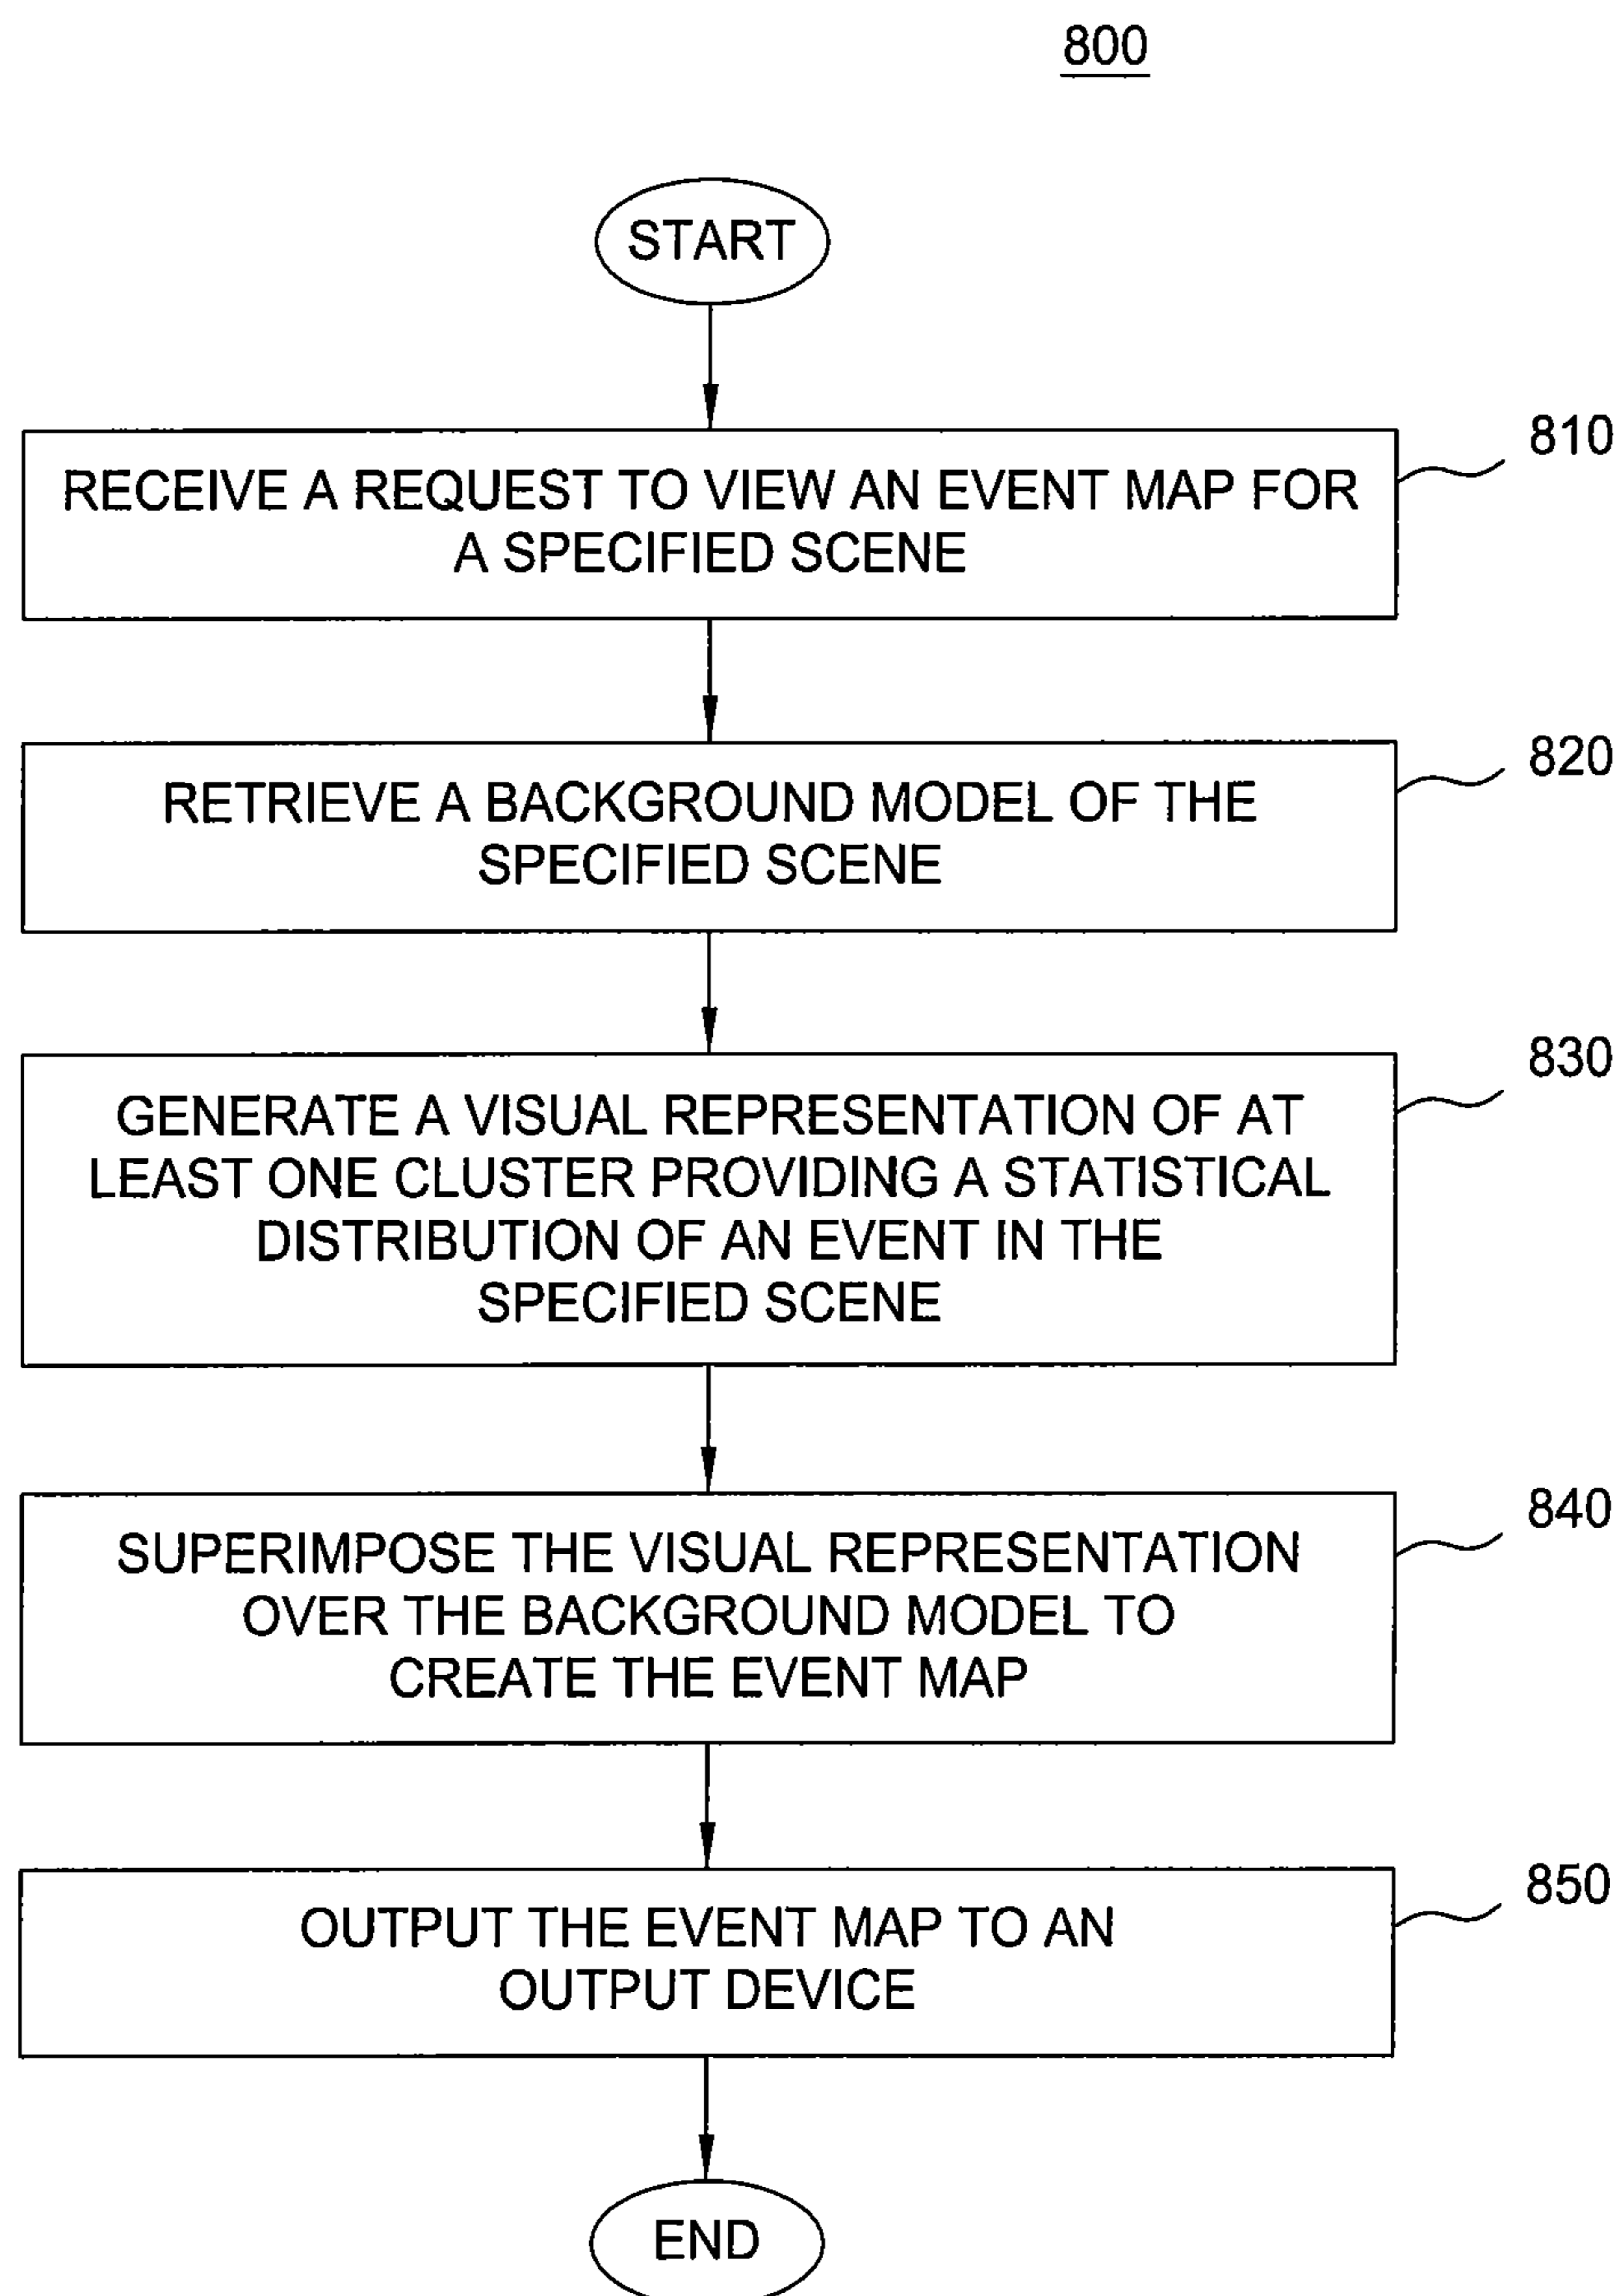 800
START
810
RECEIVE A REQUEST TO VIEW AN EVENT MAP FOR
A SPECIFIED SCENE
820
RETRIEVE A BACKGROUND MODEL OF THE
SPECIFIED SCENE
830
GENERATE A VISUAL REPRESENTATION OF AT
LEAST ONE CLUSTER PROVIDING A STATISTICAL
DISTRIBUTION OF AN EVENT IN THE
SPECIFIED SCENE
840
SUPERIMPOSE THE VISUAL REPRESENTATION
OVER THE BACKGROUND MODEL TO
CREATE THE EVENT MAP
850
OUTPUT THE EVENT MAP TO AN
OUTPUT DEVICE
END